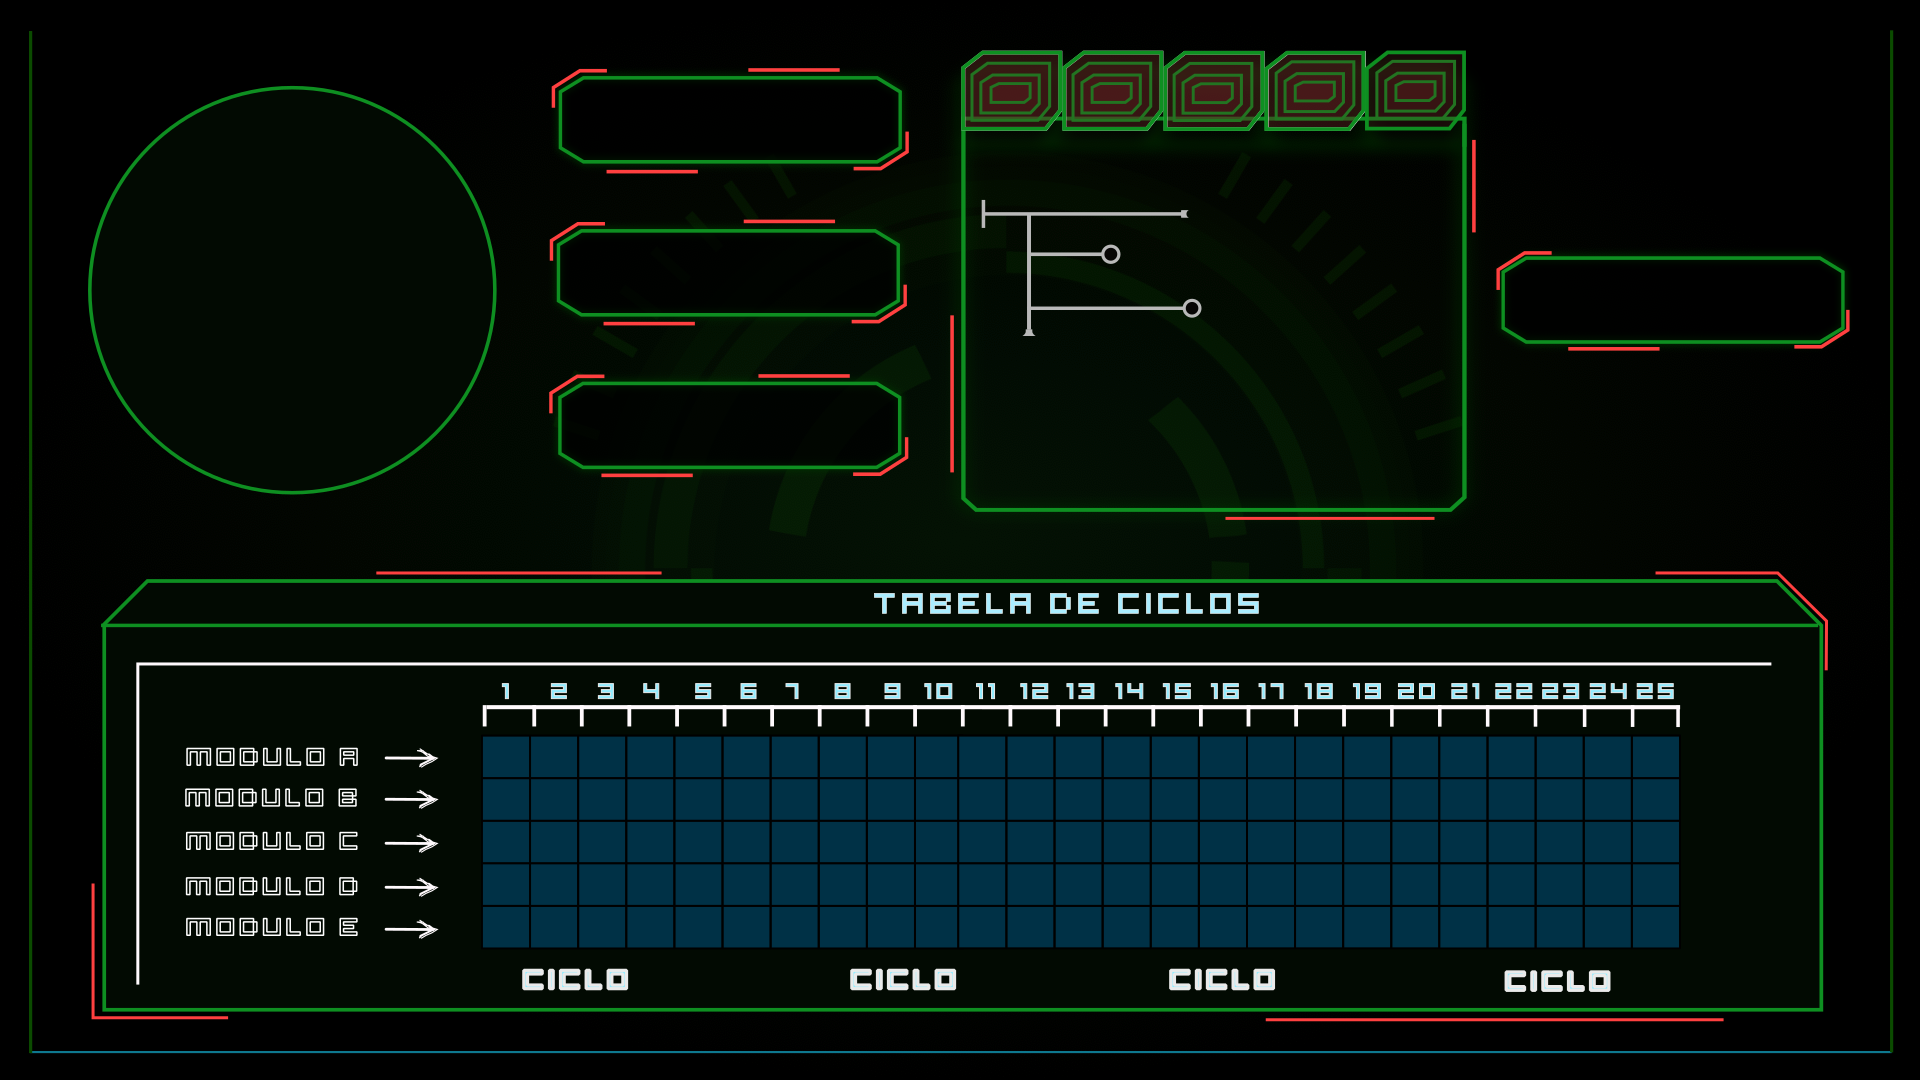 TABELA DE CICLOS
1 2 3 4 5 6 7 8 9 10 11 12 13 14 15 16 17 18 19 20 21 22 23 24 25
MODULO A
MODULO B
MODULO C
MODULO D
MODULO E
CICLO CICLO CICLO CICLO